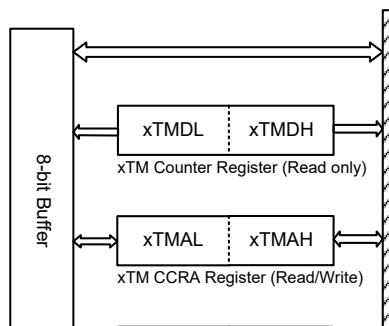 8-bit Buffer
xTMDL xTMDH
xTM Counter Register (Read only)
xTMAL xTMAH
xTM CCRA Register (Read/Write)